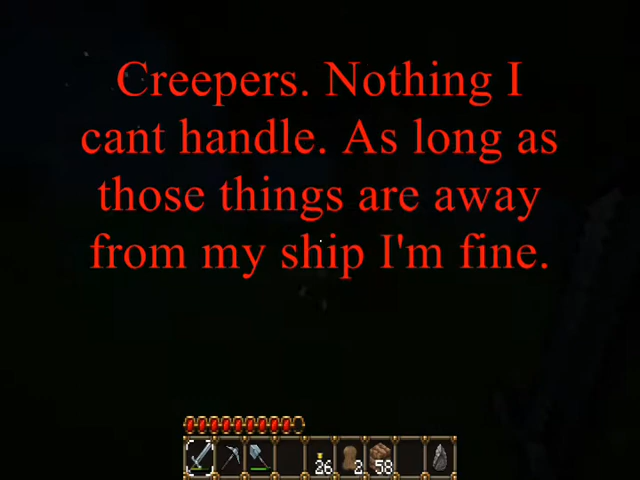 Creepers. Nothing I
cant handle. As long as
those things are away
from my ship I'm fine.
26 2 58